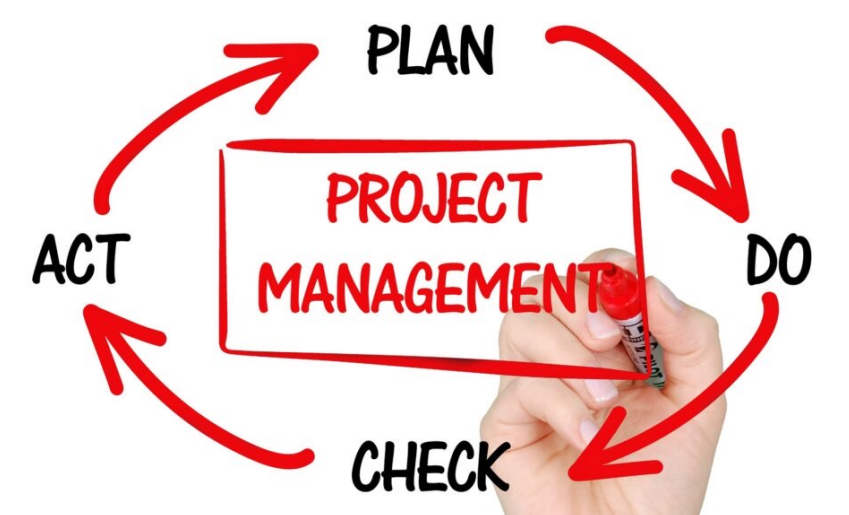 PLAN
PROJECT
MANAGEMENT
ACT
DO
CHECK